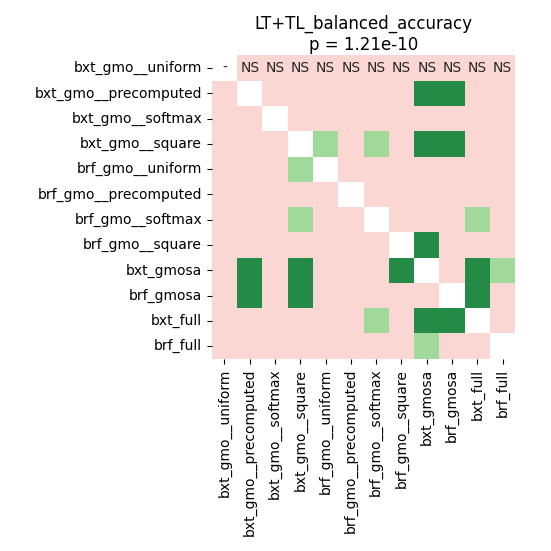 LT+TL_balanced_accuracy
p = 1.21e-10
bxt_gmo__uniform - NS NS NS NS NS NS NS NS NS NS NS
bxt_gmo__precomputed
bxt_gmo__softmax
bxt_gmo__square
brf_gmo__uniform
brf_gmo__precomputed
brf_gmo__softmax
brf_gmo__square
bxt_gmosa
brf_gmosa
bxt_full
brf_full
bxt_gmo__uniform
bxt_gmo__precomputed
bxt_gmo__softmax
bxt_gmo__square
brf_gmo__uniform
brf_gmo__precomputed
brf_gmo__softmax
brf_gmo__square
bxt_gmosa
brf_gmosa
bxt_full
brf_full